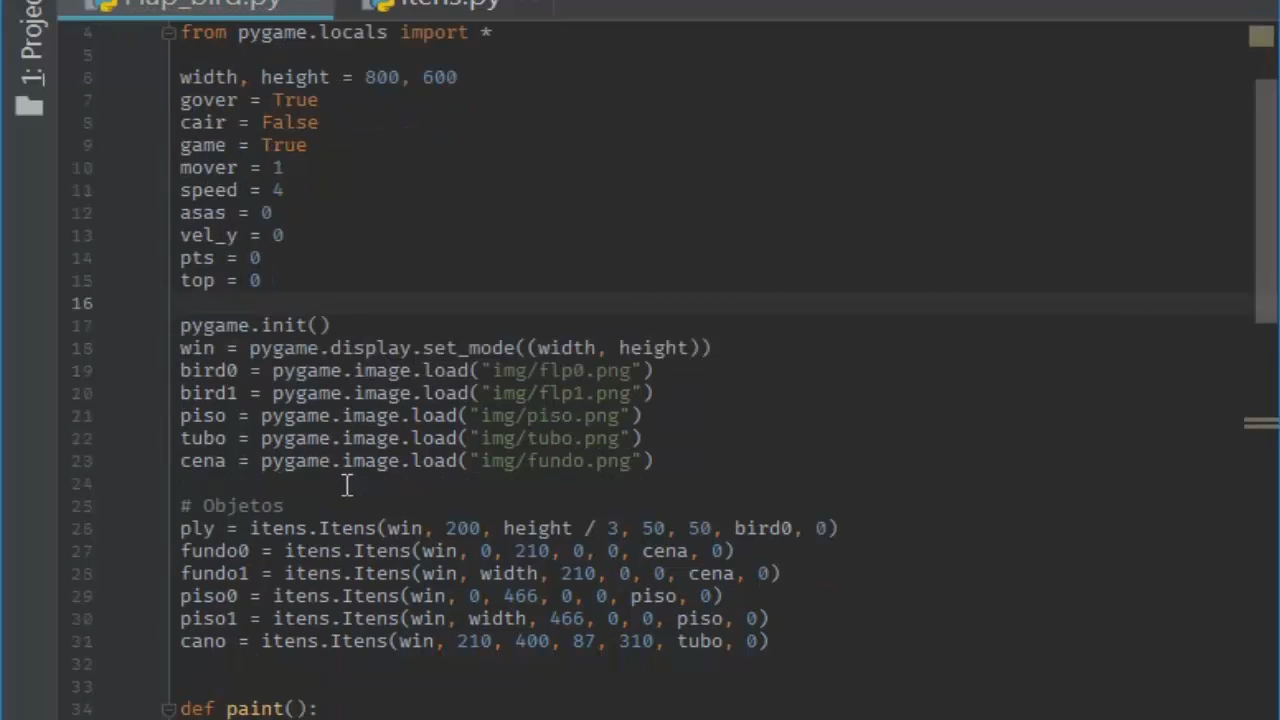 1: Projec
itens.py
4 from pygame.locals import *
5
6 width, height = 800, 600
7 gover = True
8 cair = False
9 game = True
10 mover = 1
11 speed = 4
12 asas = 0
13 vel_y = 0
14 pts = 0
15 top = 0
16
17 pygame.init()
18 win = pygame.display.set_mode((width, height))
19 bird0 = pygame.image.load("img/flp0.png")
20 bird1 = pygame.image.load("img/flp1.png")
21 piso = pygame.image.load("img/piso.png")
22 tubo = pygame.image.load("img/tubo.png")
23 cena = pygame.image.load("img/fundo.png")
24
25 # Objetos
26 ply = itens.Itens(win, 200, height / 3, 50, 50, bird0, 0)
27 fundo0 = itens.Itens(win, 0, 210, 0, 0, cena, 0)
28 fundo1 = itens.Itens(win, width, 210, 0, 0, cena, 0)
29 piso0 = itens.Itens(win, 0, 466, 0, 0, piso, 0)
30 piso1 = itens.Itens(win, width, 466, 0, 0, piso, 0)
31 cano = itens.Itens(win, 210, 400, 87, 310, tubo, 0)
32
33
34 def paint():